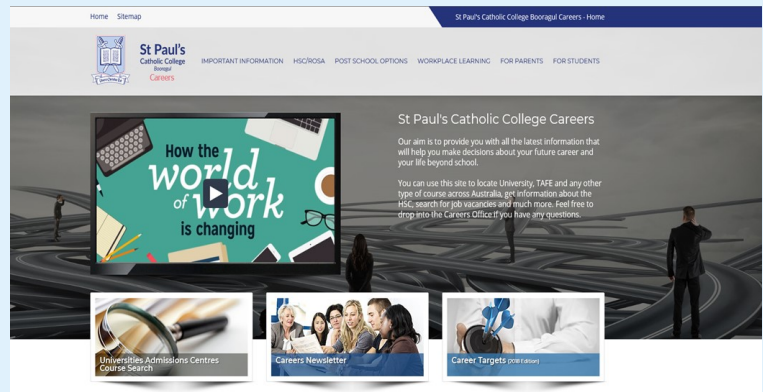 Home Sitemap
St Paul's Catholic College Booragul Careers - Home
St Paul's
Catholic College
Booragul
Careers
IMPORTANT INFORMATION HSC/ROSA POST SCHOOL OPTIONS WORKPLACE LEARNING FOR PARENTS FOR STUDENTS
How the
world
of work
is changing
St Paul's Catholic College Careers
Our aim is to provide you with all the latest information that
will help you make decisions about your future career and
your life beyond school.
You can use this site to locate University, TAFE and any other
type of course across Australia, get information about the
HSC, search for job vacancies and much more. Feel free to
drop into the Careers Office if you have any questions.
Universities Admissions Centres
Course Search
Careers Newsletter
Career Targets (2018 Edition)